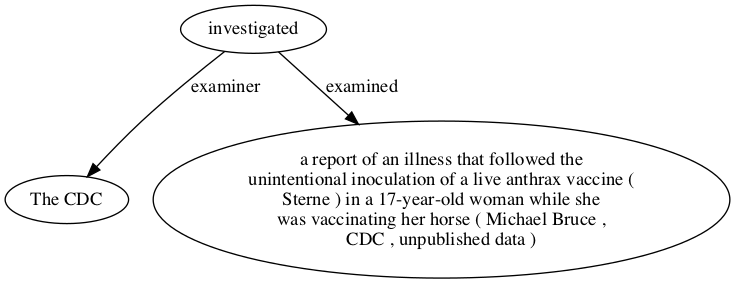 investigated
examiner
examined
The CDC
a report of an illness that followed the
unintentional inoculation of a live anthrax vaccine (
Sterne ) in a 17-year-old woman while she
was vaccinating her horse ( Michael Bruce ,
CDC , unpublished data )